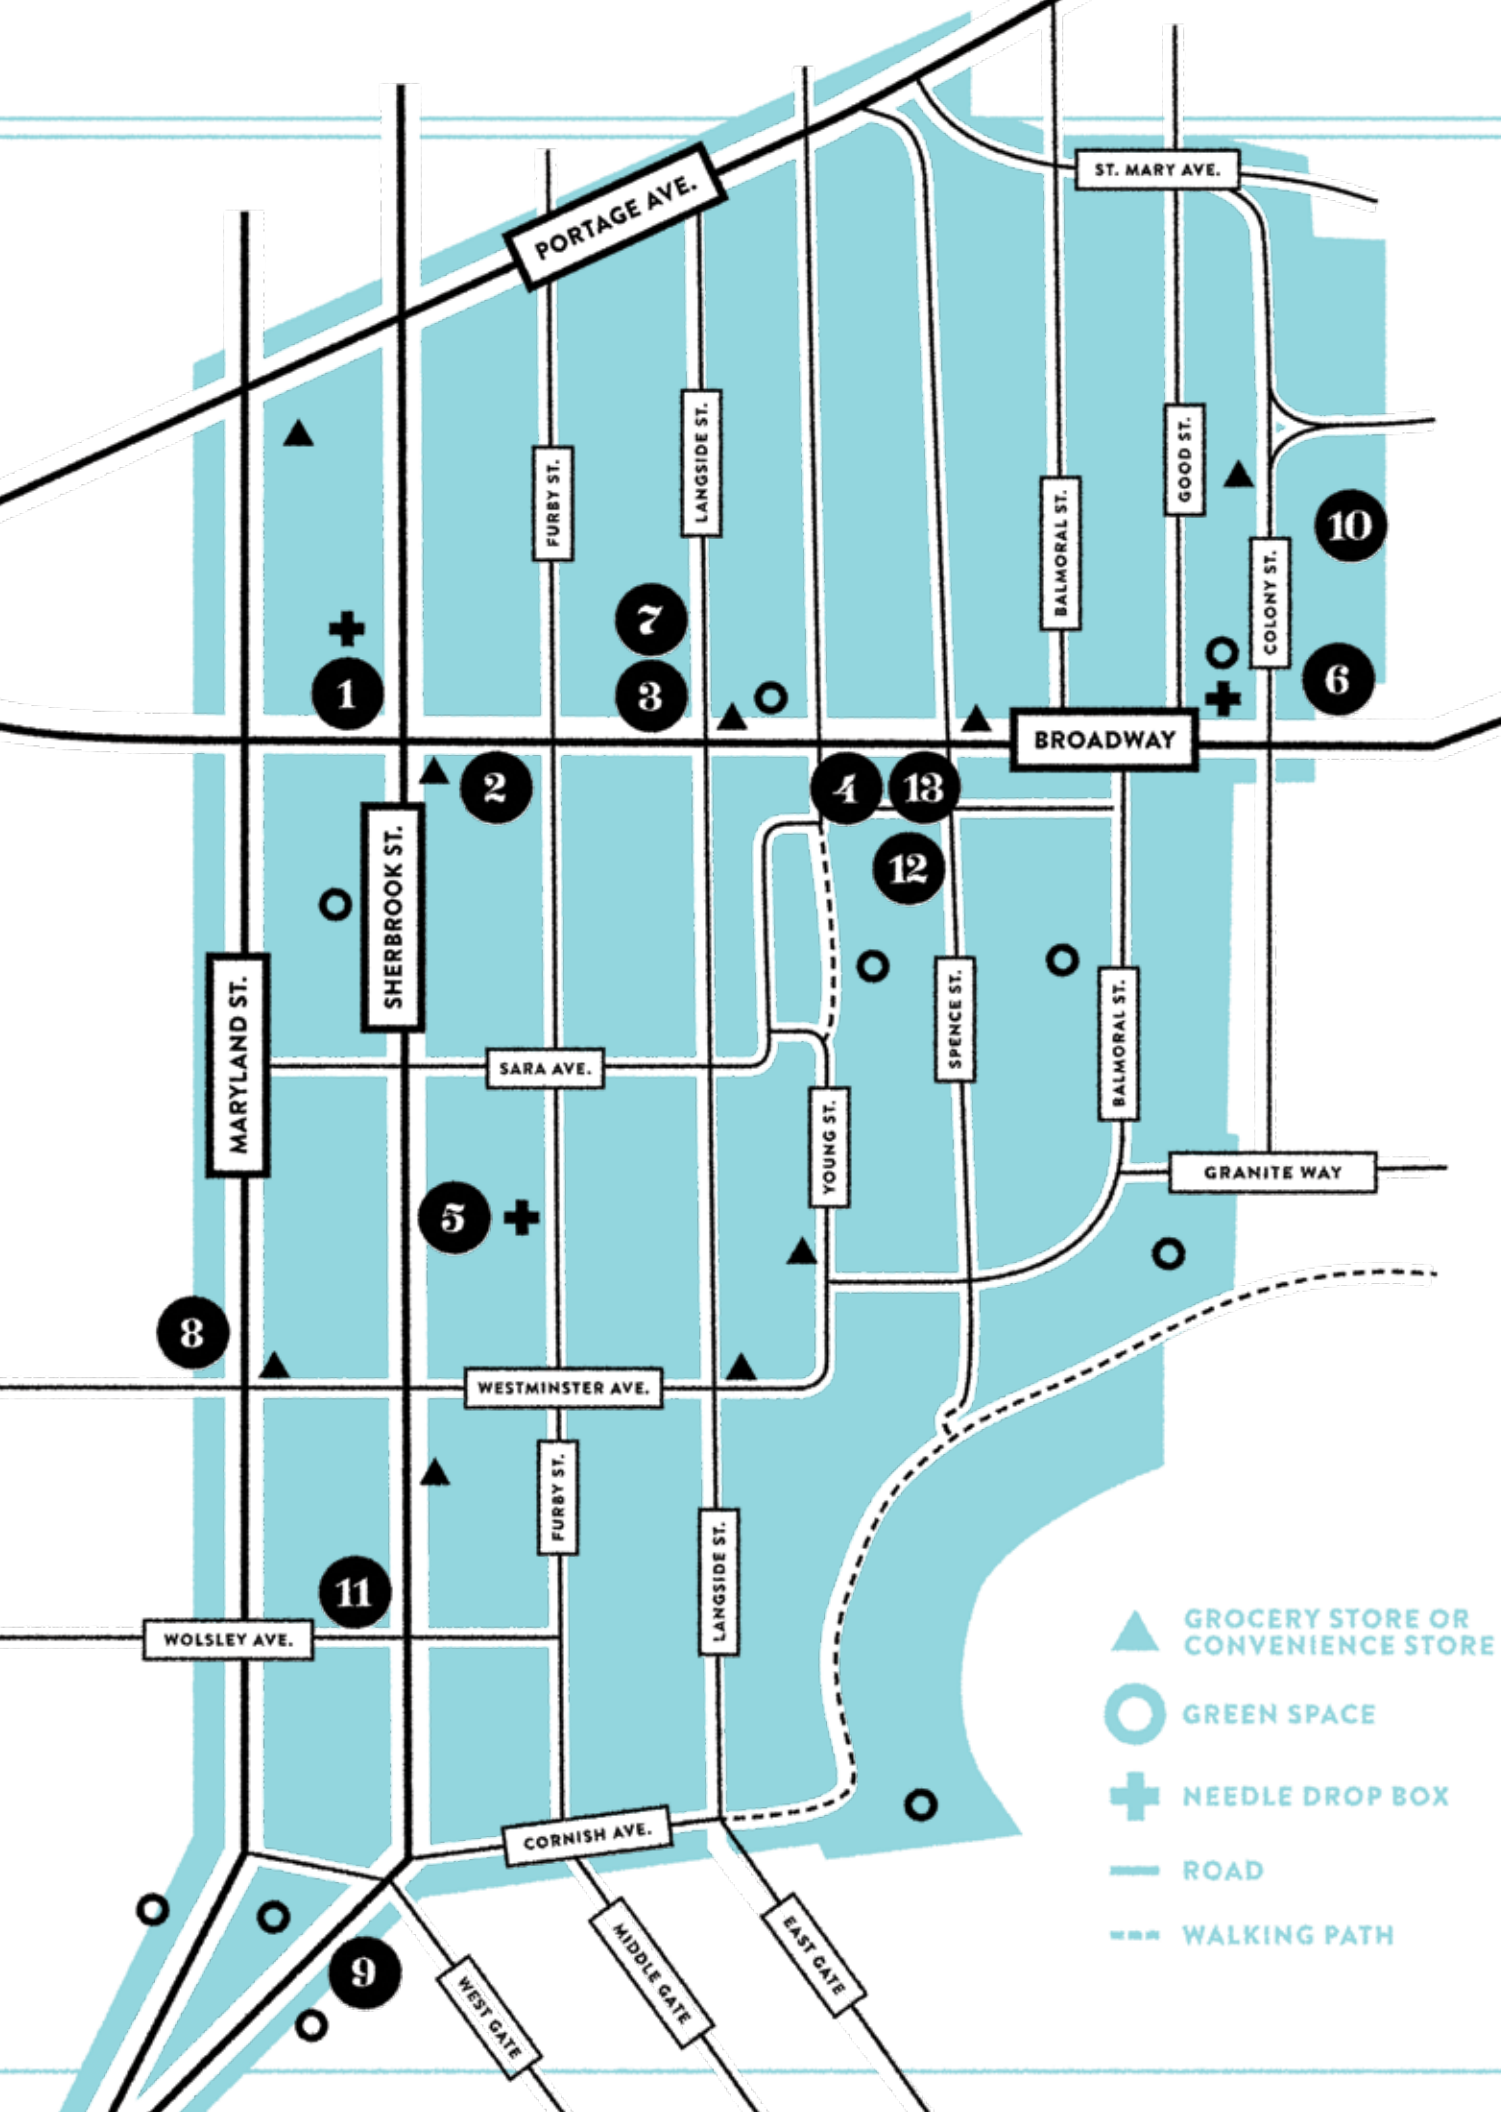 PORTAGE AVE.
ST. MARY AVE.
LANGSIDE ST.
GOOD ST.
FURBY ST.
BALMORAL ST.
10
COLONY ST.
7
1
3
6
BROADWAY
2
4
13
12
SHERBROOK ST.
MARYLAND ST.
SPENCE ST.
BALMORAL ST.
SARA AVE.
YOUNG ST.
GRANITE WAY
5
8
WESTMINSTER AVE.
FURBY ST.
LANGSIDE ST.
11
WOLSLEY AVE.
GROCERY STORE OR
CONVENIENCE STORE
GREEN SPACE
NEEDLE DROP BOX
CORNISH AVE.
ROAD
WALKING PATH
EAST GATE
MIDDLE GATE
9
WEST GATE